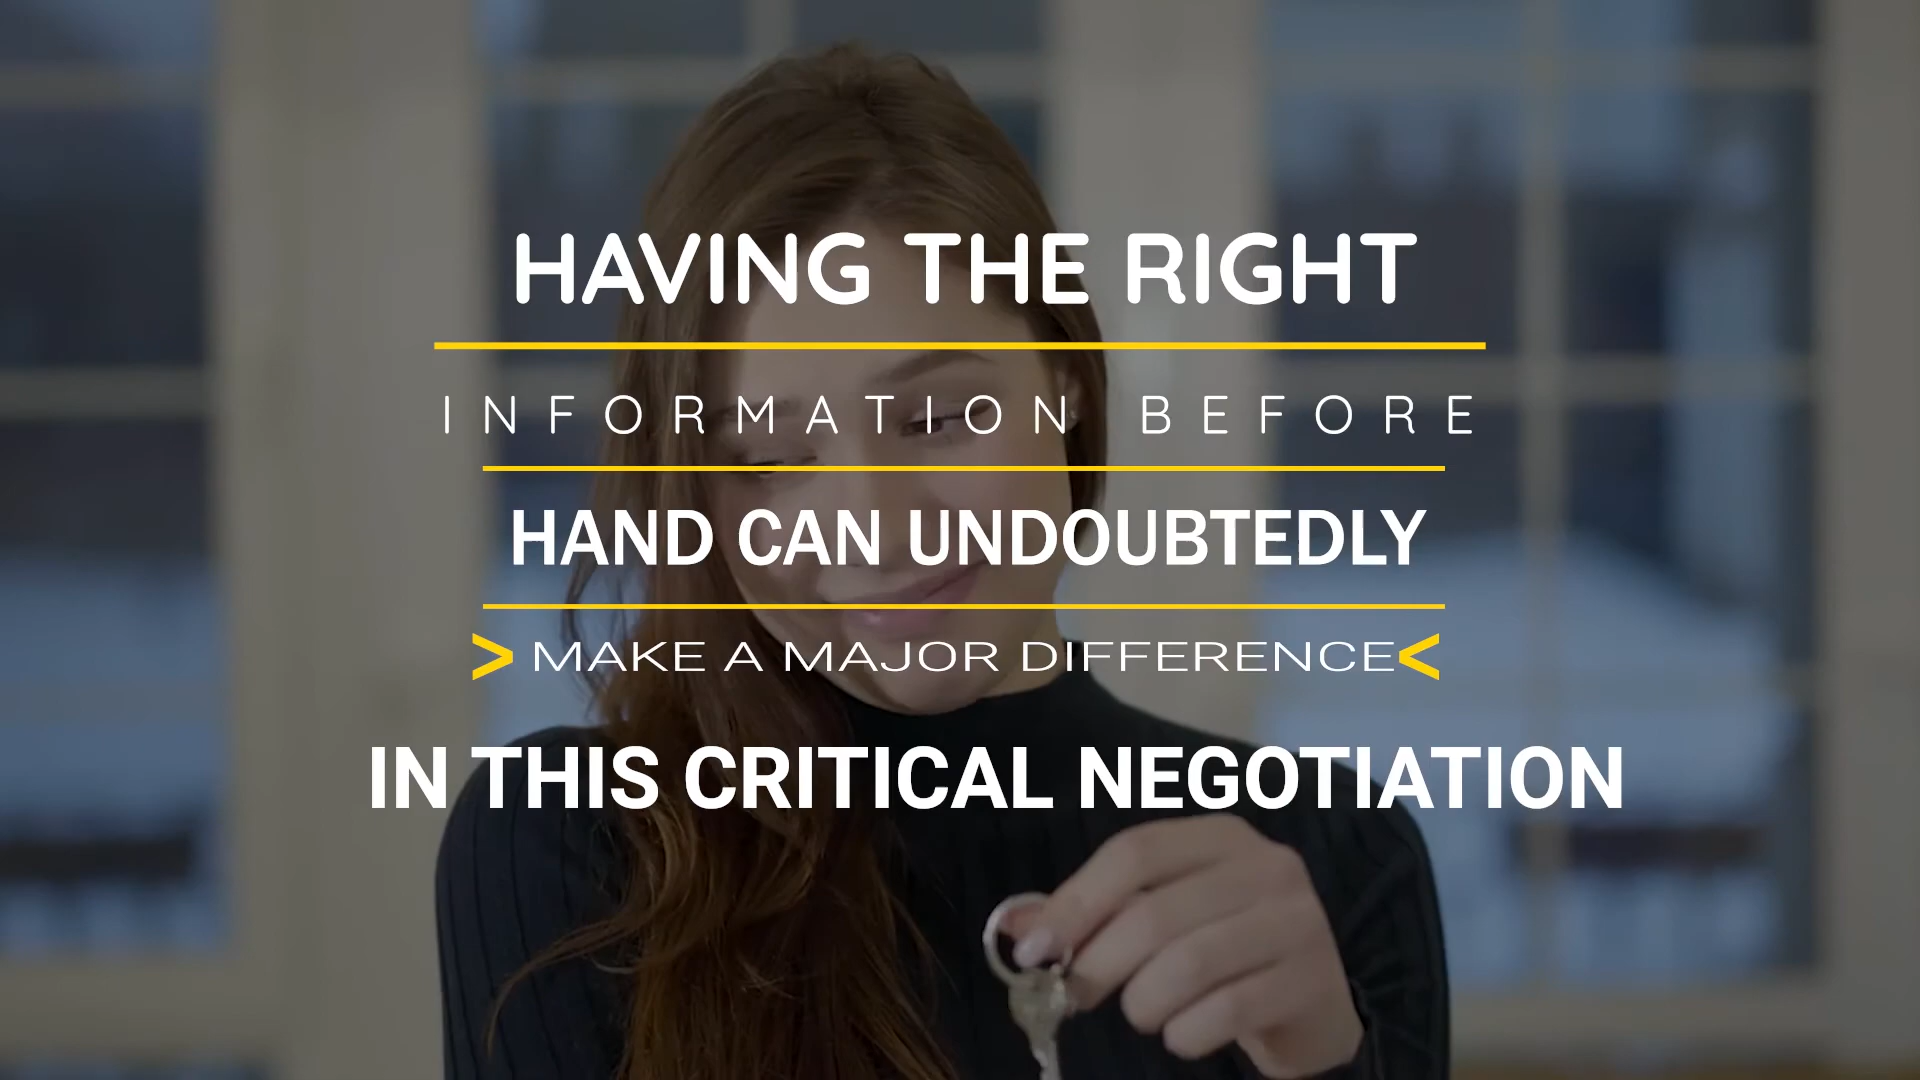 HAVING THE RIGHT
INFORMATION BEFORE
HAND CAN UNDOUBTEDLY
> MAKE A MAJOR DIFFERENCE <
IN THIS CRITICAL NEGOTIATION